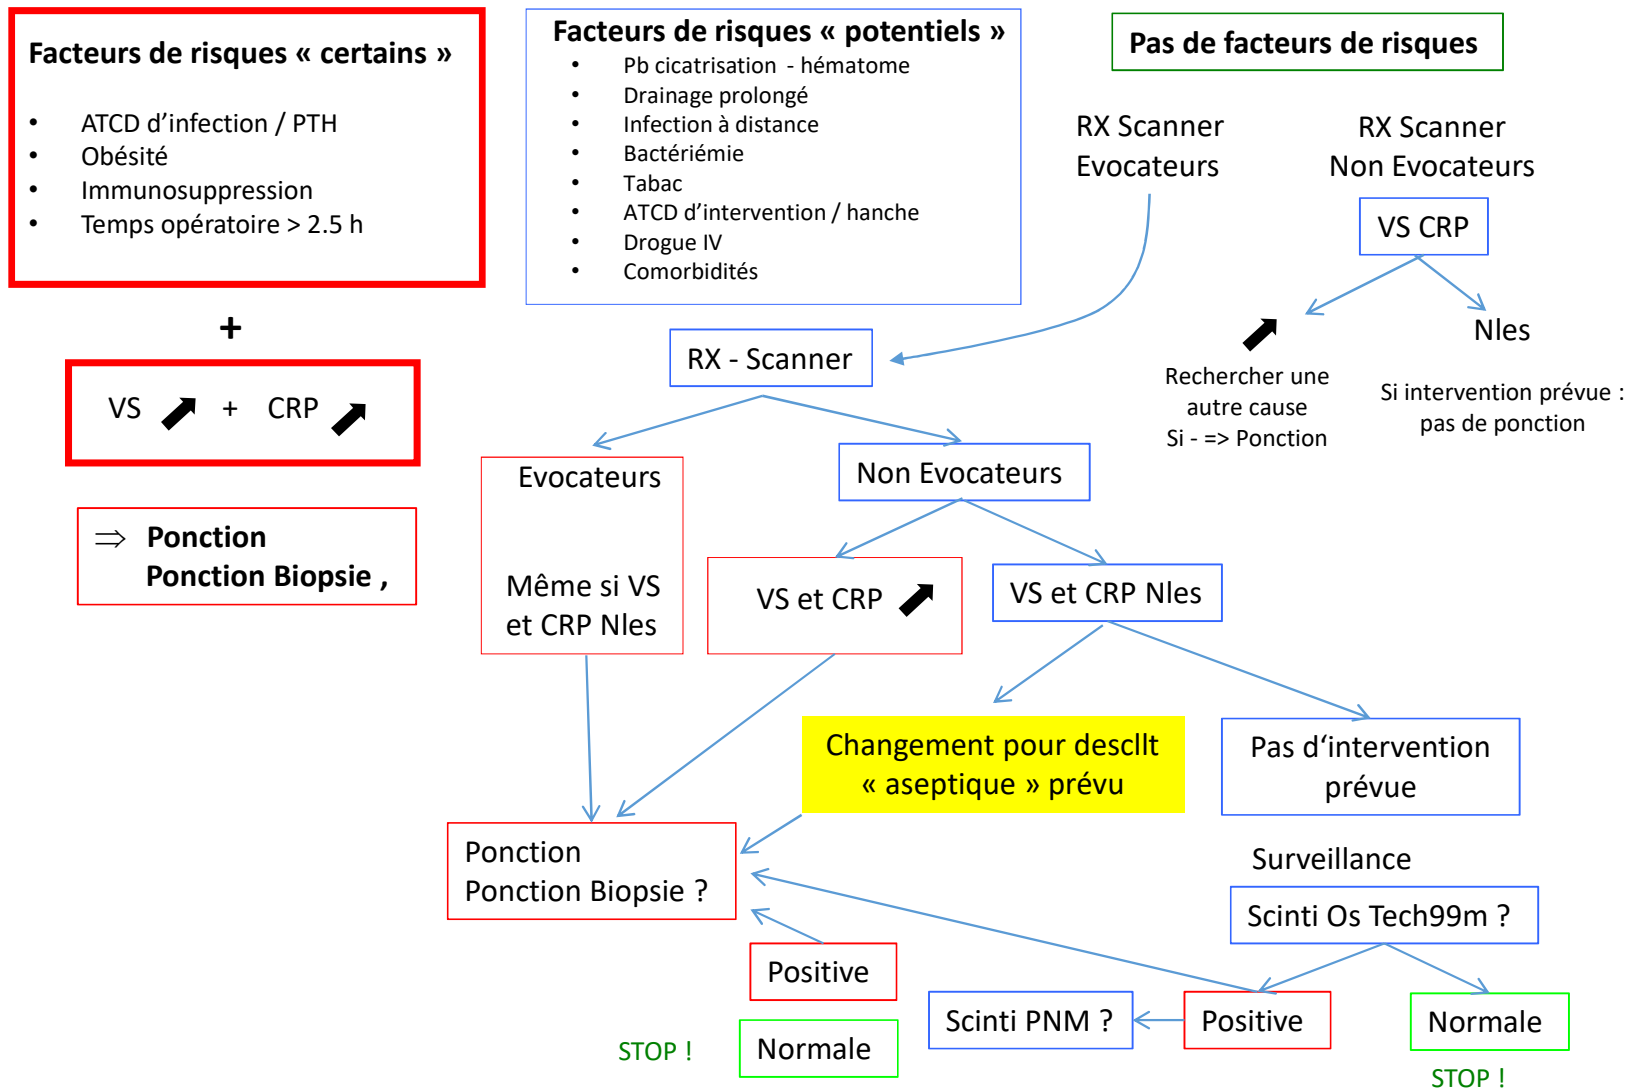 Facteurs de risques « certains »
• ATCD d’infection / PTH
• Obésité
• Immunosuppression
• Temps opératoire > 2.5 h
+
VS + CRP
⇒ Ponction
Ponction Biopsie ,
Facteurs de risques « potentiels »
• Pb cicatrisation - hématome
• Drainage prolongé
• Infection à distance
• Bactériémie
• Tabac
• ATCD d’intervention / hanche
• Drogue IV
• Comorbidités
Pas de facteurs de risques
RX Scanner
Evocateurs
RX Scanner
Non Evocateurs
VS CRP
Nles
Rechercher une
autre cause
Si - => Ponction
Si intervention prévue :
pas de ponction
RX - Scanner
Evocateurs
Même si VS
et CRP Nles
Non Evocateurs
VS et CRP
VS et CRP Nles
Changement pour descllt
« aseptique » prévu
Pas d‘intervention
prévue
Ponction
Ponction Biopsie ?
Surveillance
Scinti Os Tech99m ?
Positive
Scinti PNM ?
Positive
Normale
STOP !
Normale
STOP !